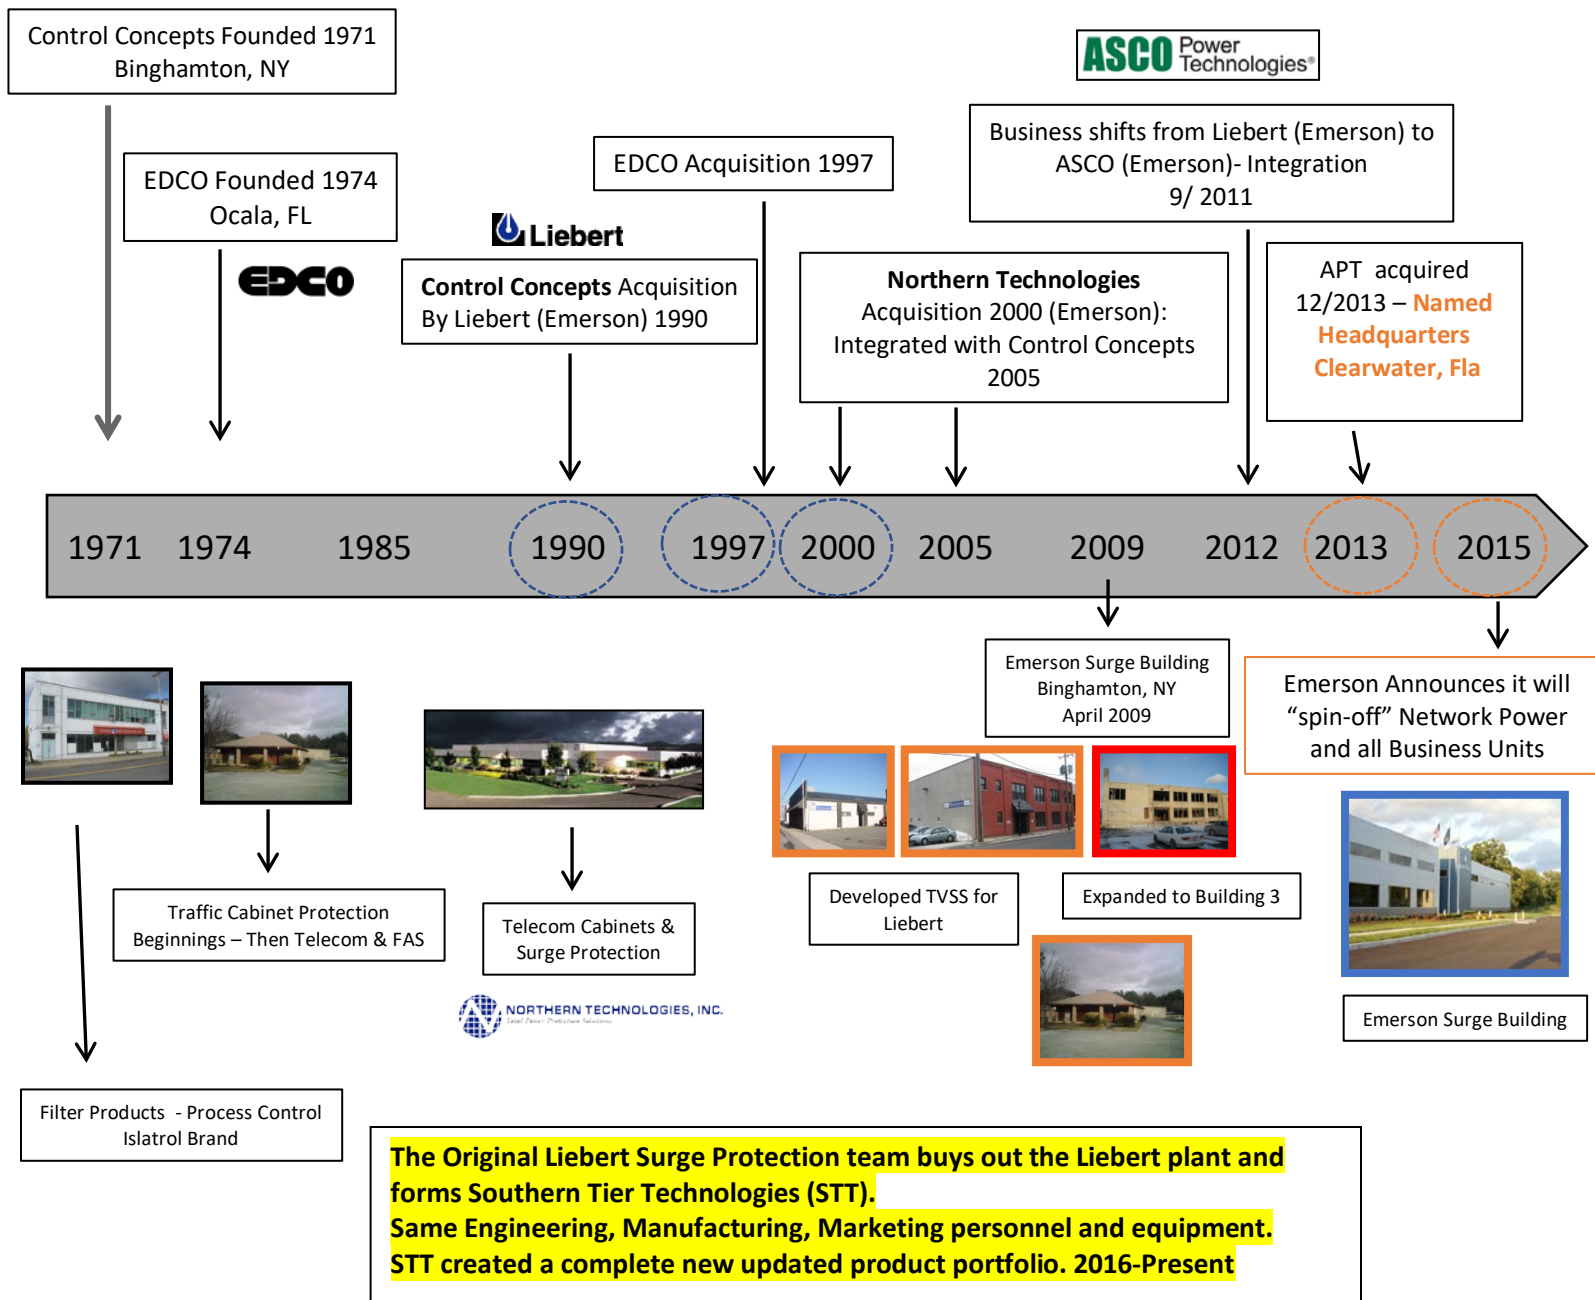 Control Concepts Founded 1971
Binghamton, NY
ASCO Power
Technologies®
EDCO Founded 1974
Ocala, FL
EDCO
EDCO Acquisition 1997
Business shifts from Liebert (Emerson) to
ASCO (Emerson)- Integration
9/ 2011
Liebert
Control Concepts Acquisition
By Liebert (Emerson) 1990
Northern Technologies
Acquisition 2000 (Emerson):
Integrated with Control Concepts
2005
APT acquired
12/2013 – Named
Headquarters
Clearwater, Fla
1971 1974 1985 1990 1997 2000 2005 2009 2012 2013 2015
Emerson Surge Building
Binghamton, NY
April 2009
Emerson Announces it will
“spin-off” Network Power
and all Business Units
Traffic Cabinet Protection
Beginnings – Then Telecom & FAS
Telecom Cabinets &
Surge Protection
N NORTHERN TECHNOLOGIES, INC.
Total Power Protection Solutions
Developed TVSS for
Liebert
Expanded to Building 3
Emerson Surge Building
Filter Products - Process Control
Islatrol Brand
The Original Liebert Surge Protection team buys out the Liebert plant and
forms Southern Tier Technologies (STT).
Same Engineering, Manufacturing, Marketing personnel and equipment.
STT created a complete new updated product portfolio. 2016-Present